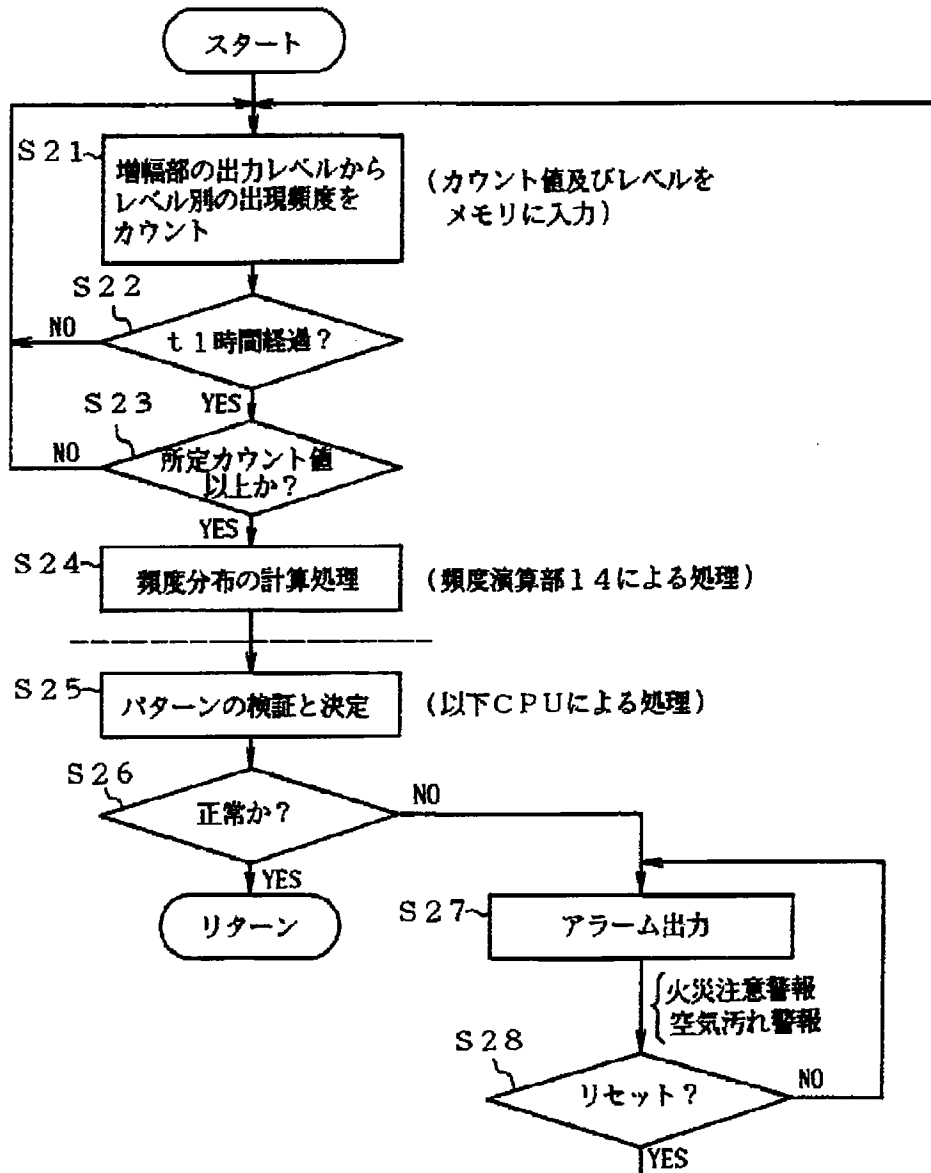 スタート
S21
増幅部の出力レベルから
レベル別の出現頻度を
カウント
(カウント値及びレベルを
メモリに入力)
S22
t1時間経過?
NO
YES
S23
所定カウント値
以上か?
NO
YES
S24
頻度分布の計算処理
(頻度演算部14による処理)
S25
パターンの検証と決定
(以下CPUによる処理)
S26
正常か?
NO
YES
リターン
S27
アラーム出力
火災注意警報
空気汚れ警報
S28
リセット?
NO
YES